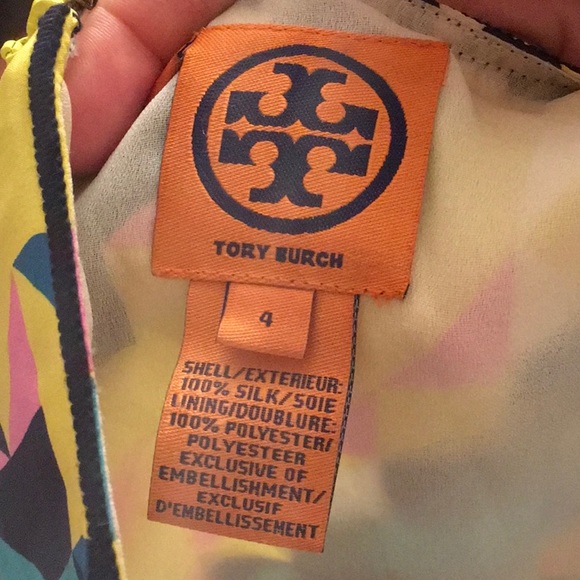 TORY BURCH
4
SHELL/EXTERIEUR:
100% SILK/SOIE
LINING/DOUBLURE:
100% POLYESTER/
POLYESTEER
EXCLUSIVE OF
EMBELLISHMENT/
EXCLUSIF
D'EMBELLISSEMENT